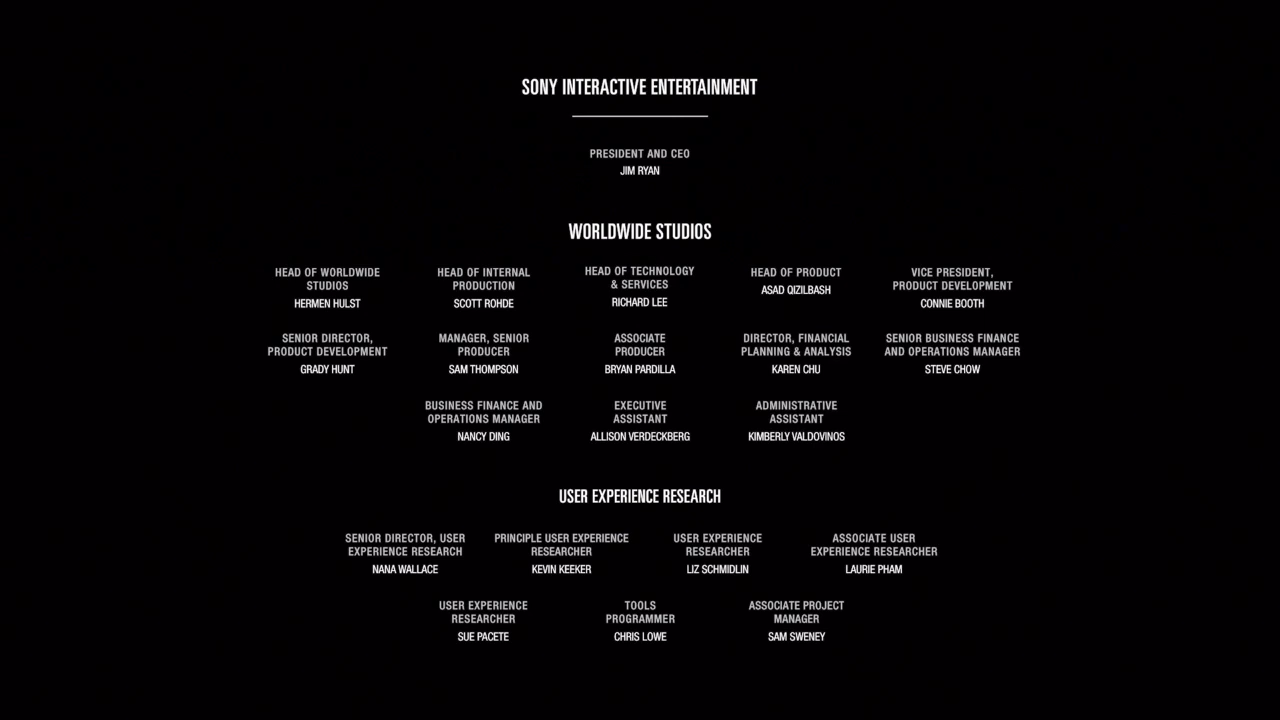 SONY INTERACTIVE ENTERTAINMENT
PRESIDENT AND CEO
JIM RYAN
WORLDWIDE STUDIOS
HEAD OF WORLDWIDE
STUDIOS
HERMEN HULST
HEAD OF INTERNAL
PRODUCTION
SCOTT ROHDE
HEAD OF TECHNOLOGY
& SERVICES
RICHARD LEE
HEAD OF PRODUCT
ASAD QIZILBASH
VICE PRESIDENT,
PRODUCT DEVELOPMENT
CONNIE BOOTH
SENIOR DIRECTOR,
PRODUCT DEVELOPMENT
GRADY HUNT
MANAGER, SENIOR
PRODUCER
SAM THOMPSON
ASSOCIATE
PRODUCER
BRYAN PARDILLA
DIRECTOR, FINANCIAL
PLANNING & ANALYSIS
KAREN CHU
SENIOR BUSINESS FINANCE
AND OPERATIONS MANAGER
STEVE CHOW
BUSINESS FINANCE AND
OPERATIONS MANAGER
NANCY DING
EXECUTIVE
ASSISTANT
ALLISON VERDECKBERG
ADMINISTRATIVE
ASSISTANT
KIMBERLY VALDOVINOS
USER EXPERIENCE RESEARCH
SENIOR DIRECTOR, USER
EXPERIENCE RESEARCH
NANA WALLACE
PRINCIPLE USER EXPERIENCE
RESEARCHER
KEVIN KEEKER
USER EXPERIENCE
RESEARCHER
LIZ SCHMIDLIN
ASSOCIATE USER
EXPERIENCE RESEARCHER
LAURIE PHAM
USER EXPERIENCE
RESEARCHER
SUE PACETE
TOOLS
PROGRAMMER
CHRIS LOWE
ASSOCIATE PROJECT
MANAGER
SAM SWENEY